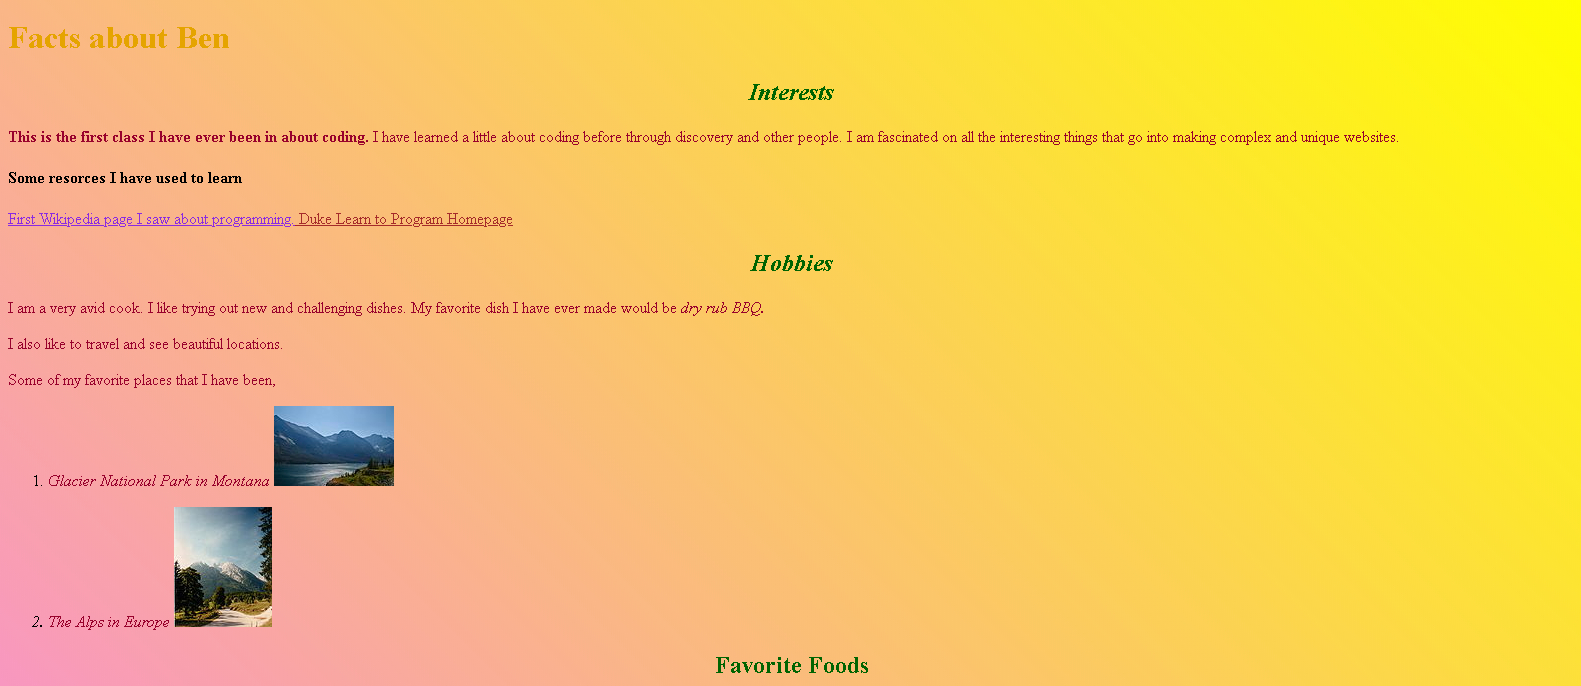 Facts about Ben
Interests
This is the first class I have ever been in about coding. I have learned a little about coding before through discovery and other people. I am fascinated on all the interesting things that go into making complex and unique websites.
Some resorces I have used to learn
First Wikipedia page I saw about programming. Duke Learn to Program Homepage
Hobbies
I am a very avid cook. I like trying out new and challenging dishes. My favorite dish I have ever made would be dry rub BBQ.
I also like to travel and see beautiful locations.
Some of my favorite places that I have been,
1. Glacier National Park in Montana
2. The Alps in Europe
Favorite Foods